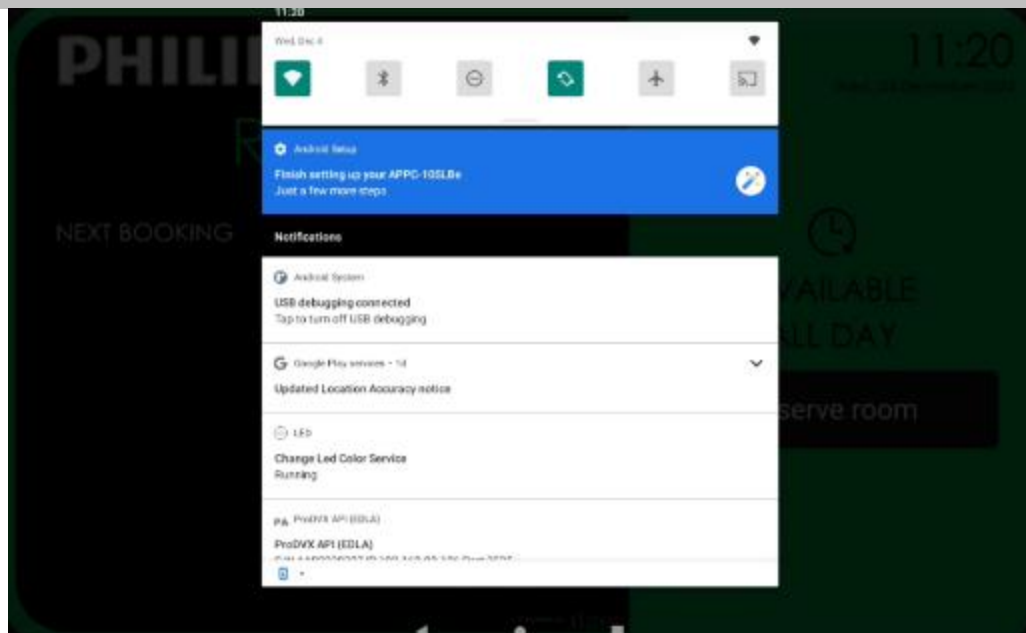 11:20
Wed, Dec 4
PHILI
11:20
Android Setup
Finish setting up your APPC-10SLBe
Just a few more steps
NEXT BOOKING
Notifications
Android System
USB debugging connected
Tap to turn off USB debugging
VAILABLE
LL DAY
Google Play services • 1d
Updated Location Accuracy notice
serve room
LED
Change Led Color Service
Running
PA ProDVX API (EDLA)
ProDVX API (EDLA)